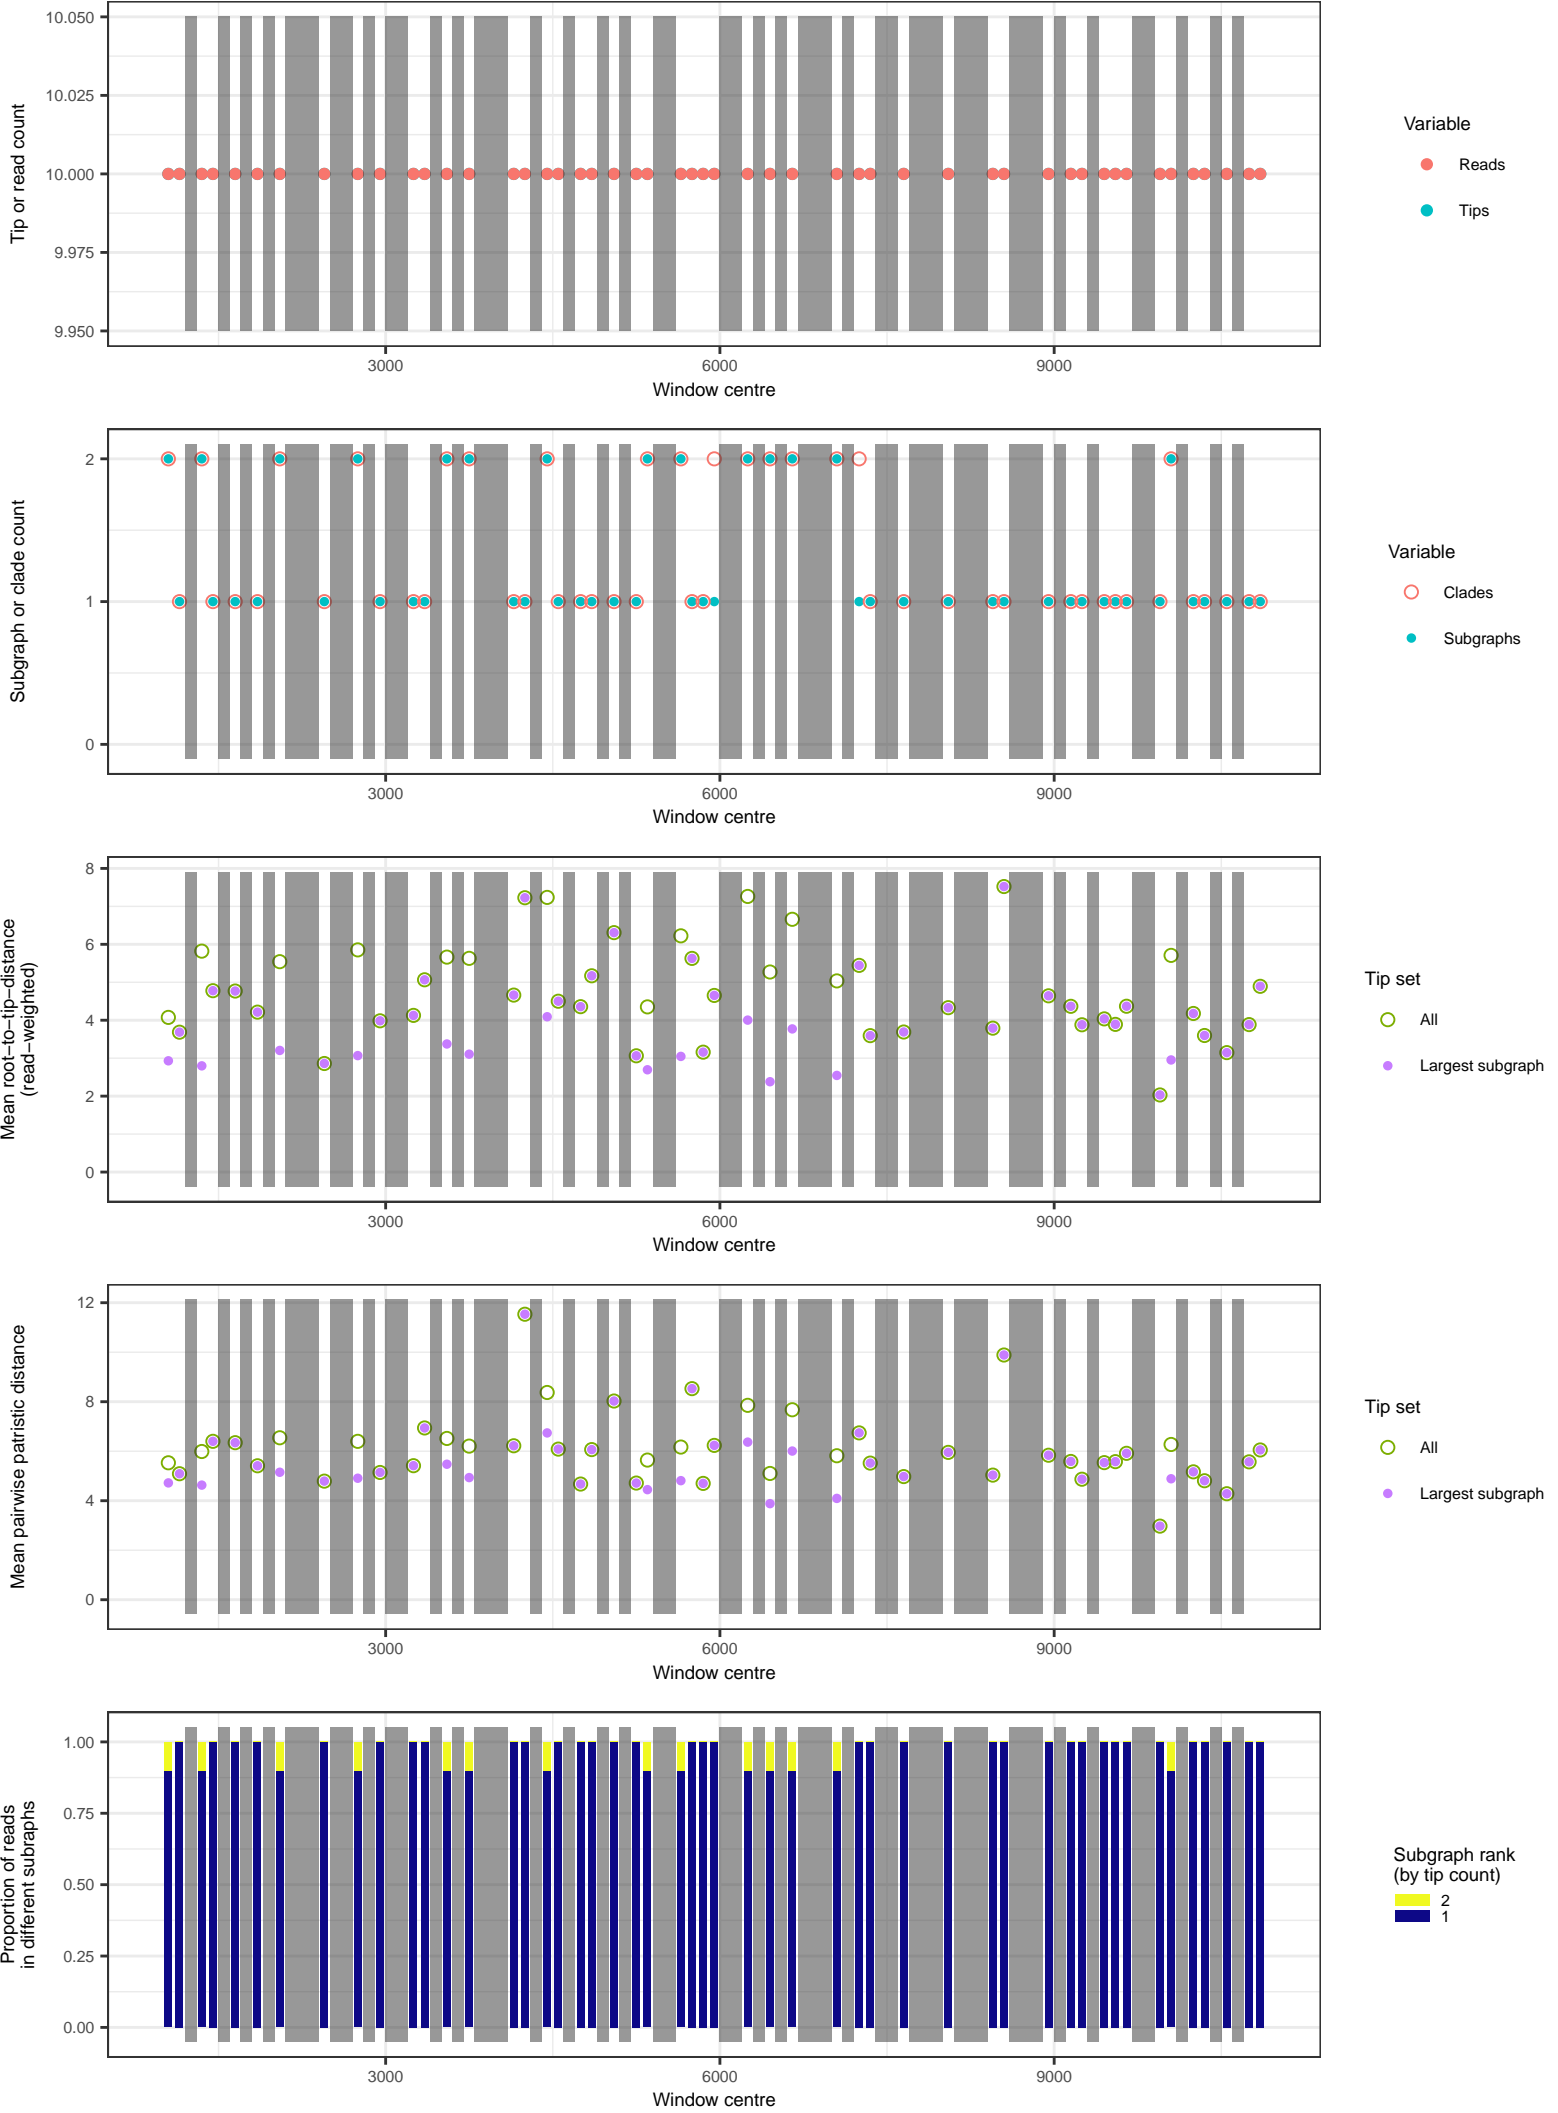 10.050
10.025
10.000
9.975
9.950
Tip or read count
3000
6000
9000
Window centre
Variable
Reads
Tips
2
1
0
Subgraph or clade count
3000
6000
9000
Window centre
Variable
Clades
Subgraphs
8
6
4
2
0
Mean root−to−tip−distance
(read−weighted)
3000
6000
9000
Window centre
Tip set
All
Largest subgraph
12
8
4
0
Mean pairwise patristic distance
3000
6000
9000
Window centre
Tip set
All
Largest subgraph
1.00
0.75
0.50
0.25
0.00
Proportion of reads
in different subraphs
3000
6000
9000
Window centre
Subgraph rank
(by tip count)
2
1